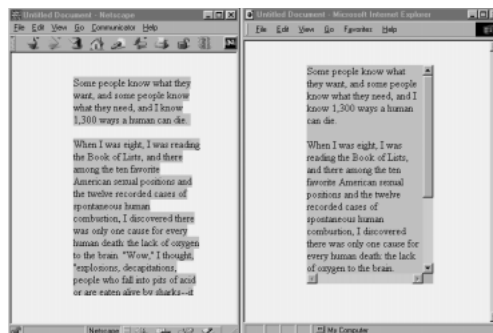 Untitled Document - Netscape
File Edit View Go Communicator Help
Some people know what they
want, and some people know
what they need, and I know
1,300 ways a human can die.
When I was eight, I was reading
the Book of Lists, and there
among the ten favorite
American sexual positions and
the twelve recorded cases of
spontaneous human
combustion, I discovered there
was only one cause for every
human death: the lack of oxygen
to the brain. "Wow," I thought,
"explosions, decapitations,
people who fall into pits of acid
or are eaten alive by sharks--it
Netscape
Untitled Document - Microsoft Internet Explorer
File Edit View Go Favorites Help
Some people know what
they want, and some people
know what they need, and I
know 1,300 ways a human
can die.
When I was eight, I was
reading the Book of Lists,
and there among the ten
favorite American sexual
positions and the twelve
recorded cases of
spontaneous human
combustion, I discovered
there was only one cause for
every human death: the lack
of oxygen to the brain.
My Computer